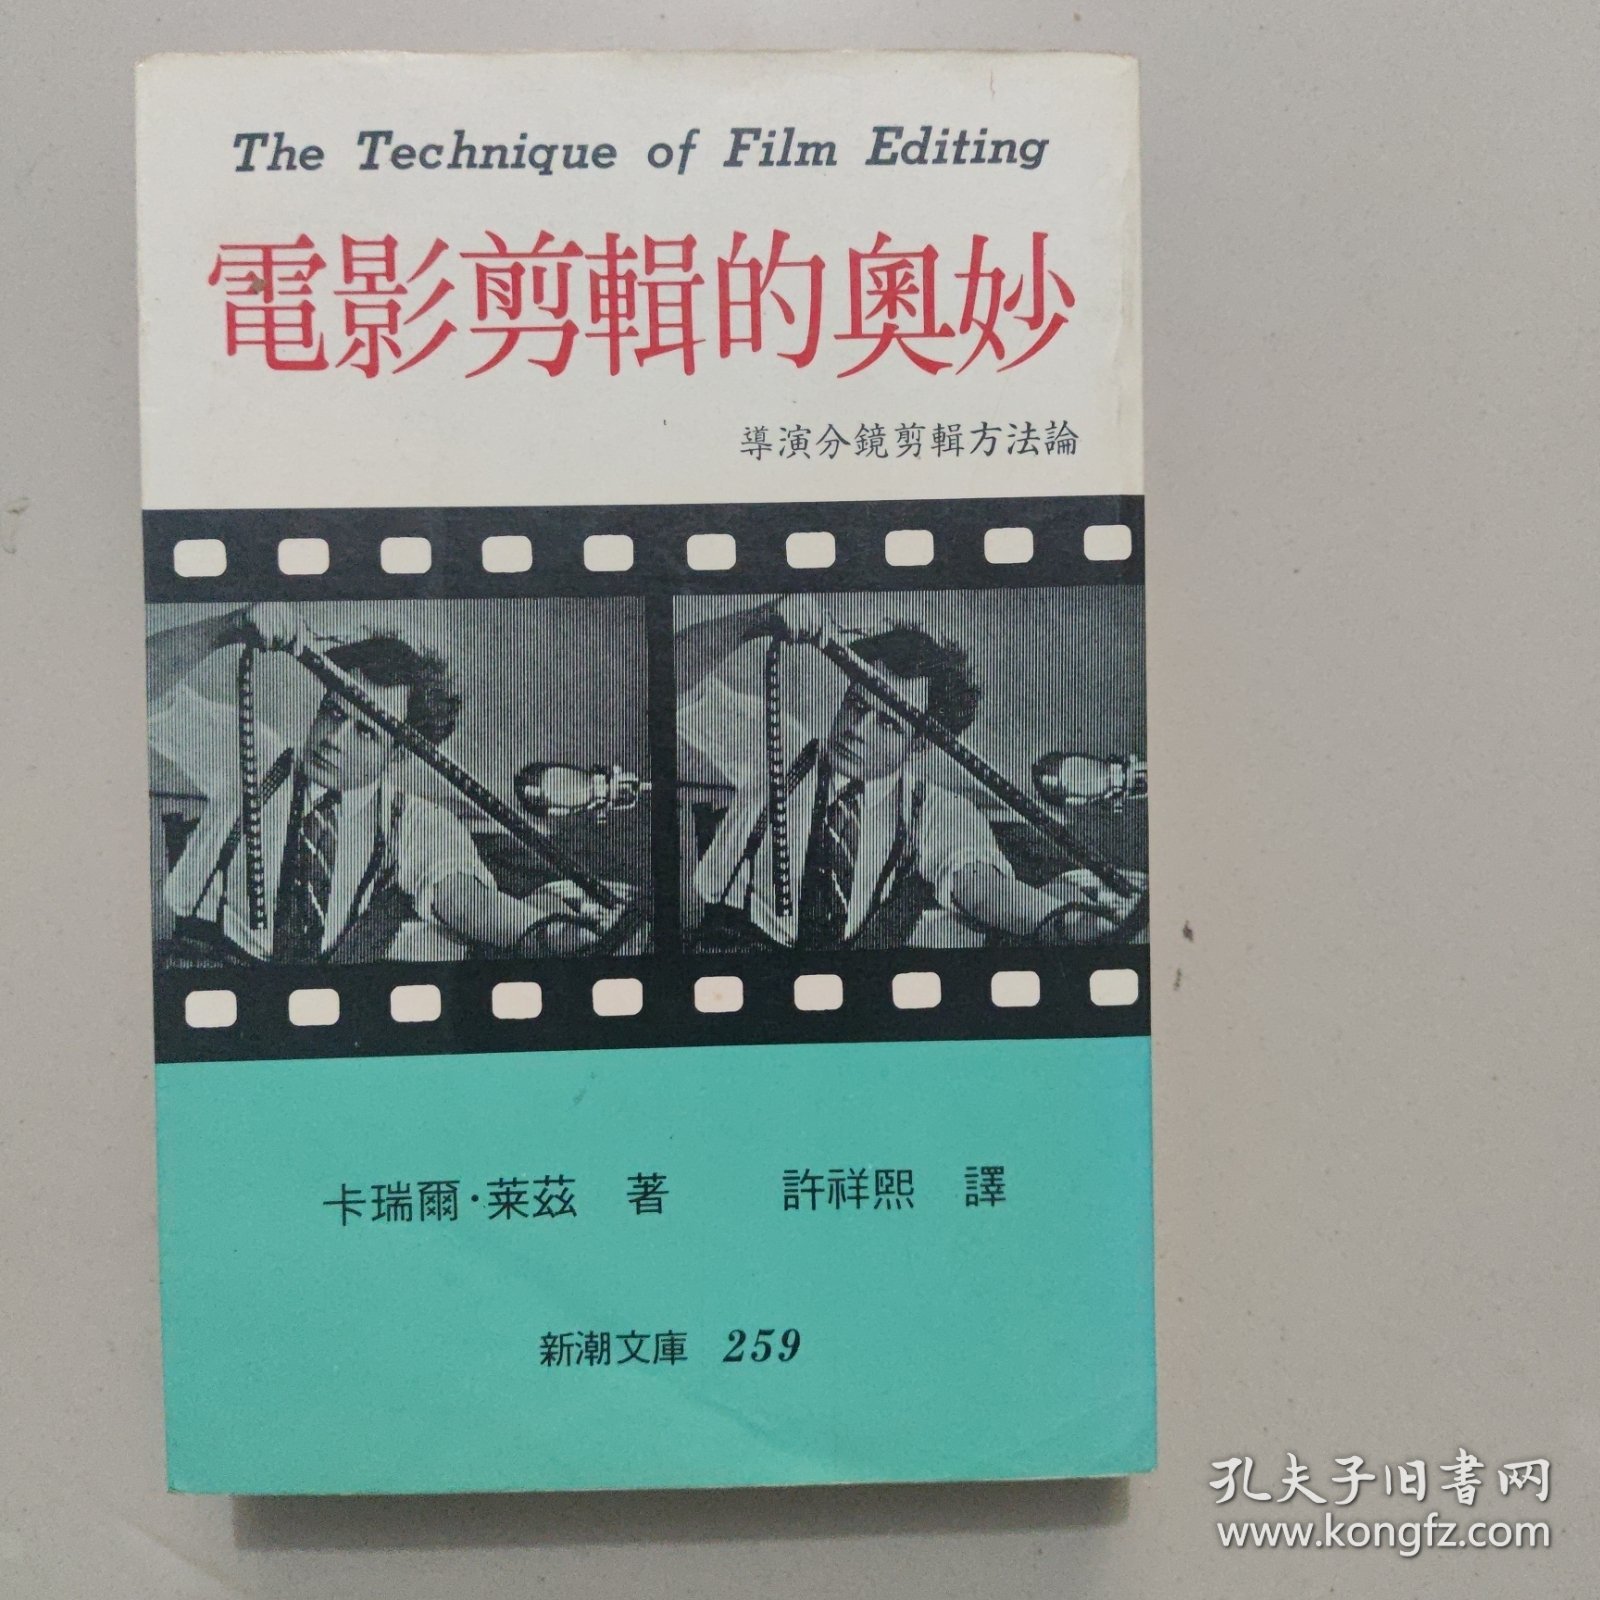 The Technique of Film Editing
電影剪輯的奧妙
導演分鏡剪輯方法論
卡瑞爾·莱茲 著 許祥熙 譯
新潮文庫 259
孔夫子旧书网
www.kongfz.com